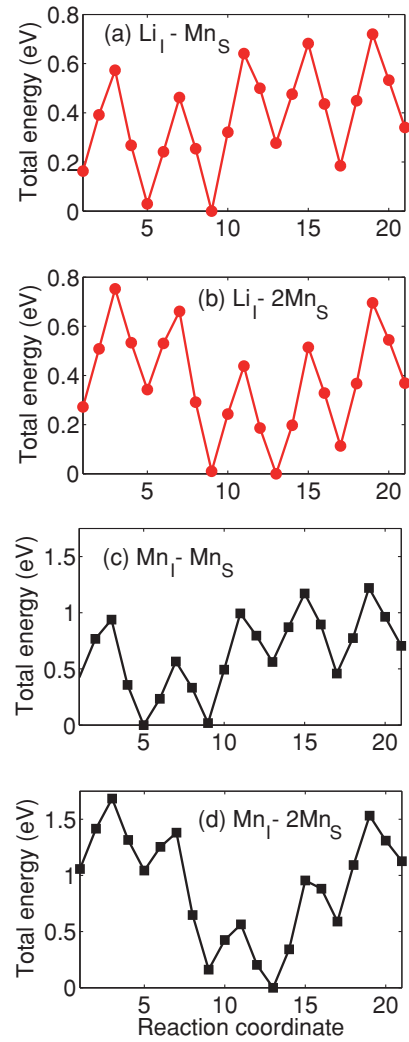 (a) Li_I - Mn_S
Total energy (eV)
0.8
0.6
0.4
0.2
0
5 10 15 20
(b) Li_I - 2Mn_S
Total energy (eV)
0.8
0.6
0.4
0.2
0
5 10 15 20
(c) Mn_I - Mn_S
Total energy (eV)
1.5
1
0.5
0
5 10 15 20
(d) Mn_I - 2Mn_S
Total energy (eV)
1.5
1
0.5
0
5 10 15 20
Reaction coordinate